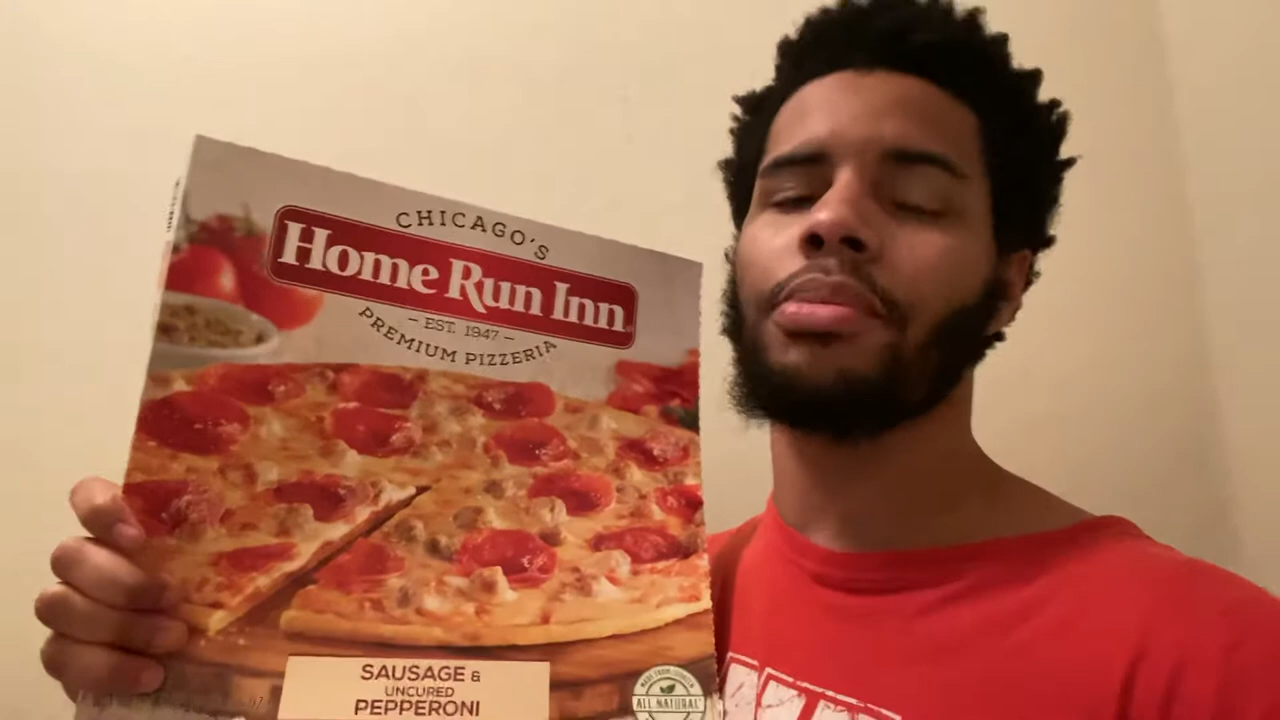 CHICAGO'S
Home Run Inn
- EST. 1947 -
PREMIUM PIZZERIA
SAUSAGE &
UNCURED
PEPPERONI
ALL NATURAL